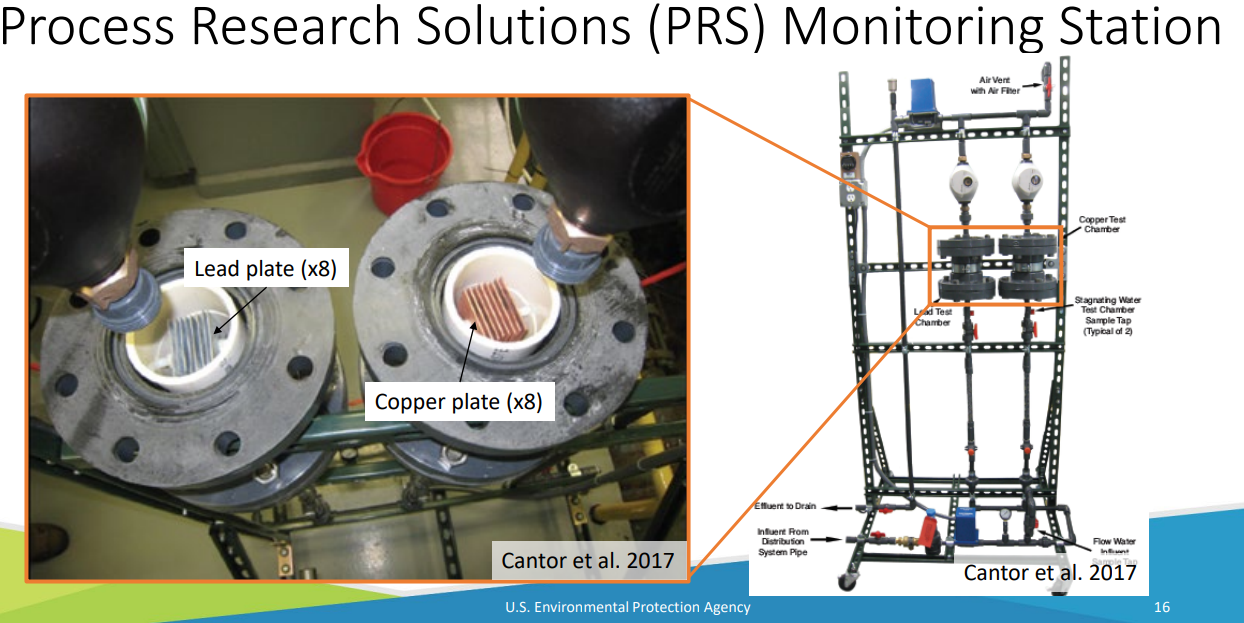 Process Research Solutions (PRS) Monitoring Station
Lead plate (x8)
Copper plate (x8)
Cantor et al. 2017
Air Vent
with Air Filter
Copper Test
Chamber
Lead Test
Chamber
Stagnating Water
Test Chamber
Sample Tap
(Typical of 2)
Effluent to Drain
Influent From
Distribution
System Pipe
Flow Water
Influent
Sample Tap
Cantor et al. 2017
U.S. Environmental Protection Agency
16